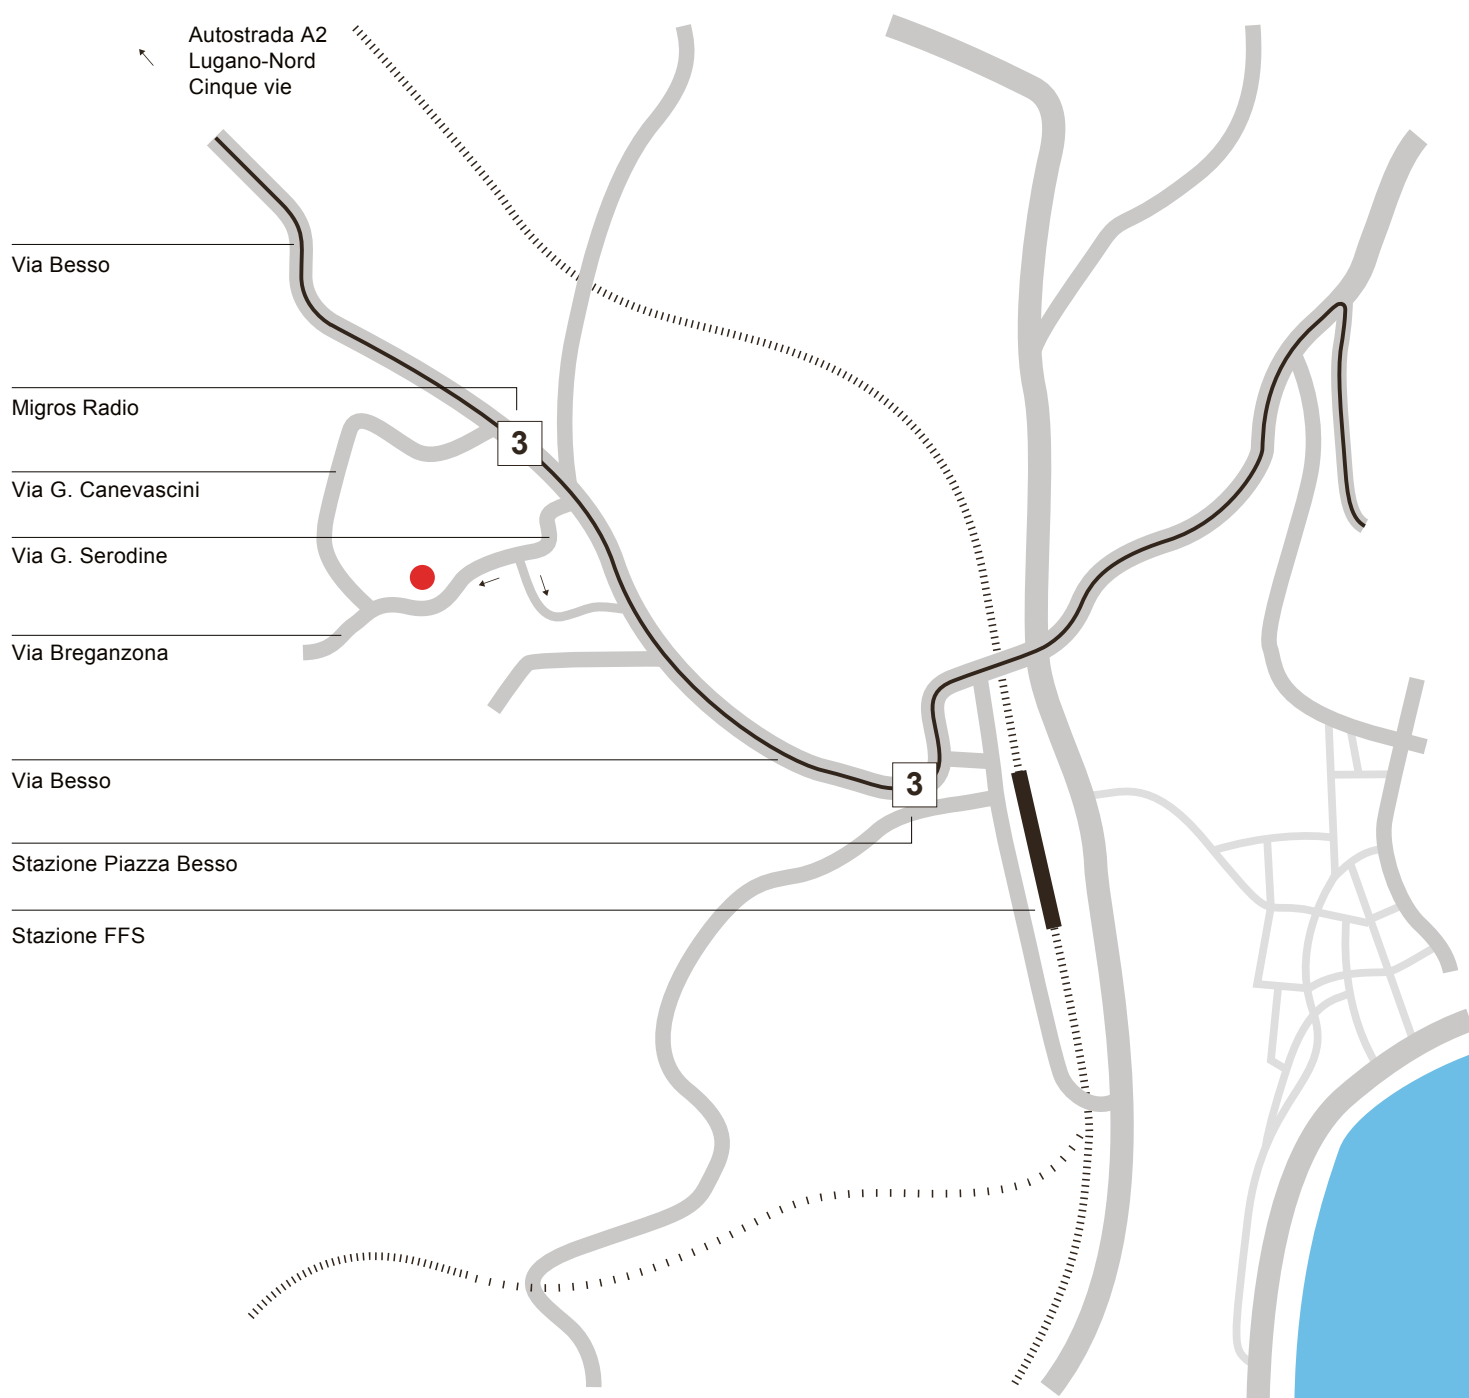 Autostrada A2
Lugano-Nord
Cinque vie
Via Besso
Migros Radio
3
Via G. Canevascini
Via G. Serodine
Via Breganzona
Via Besso
3
Stazione Piazza Besso
Stazione FFS